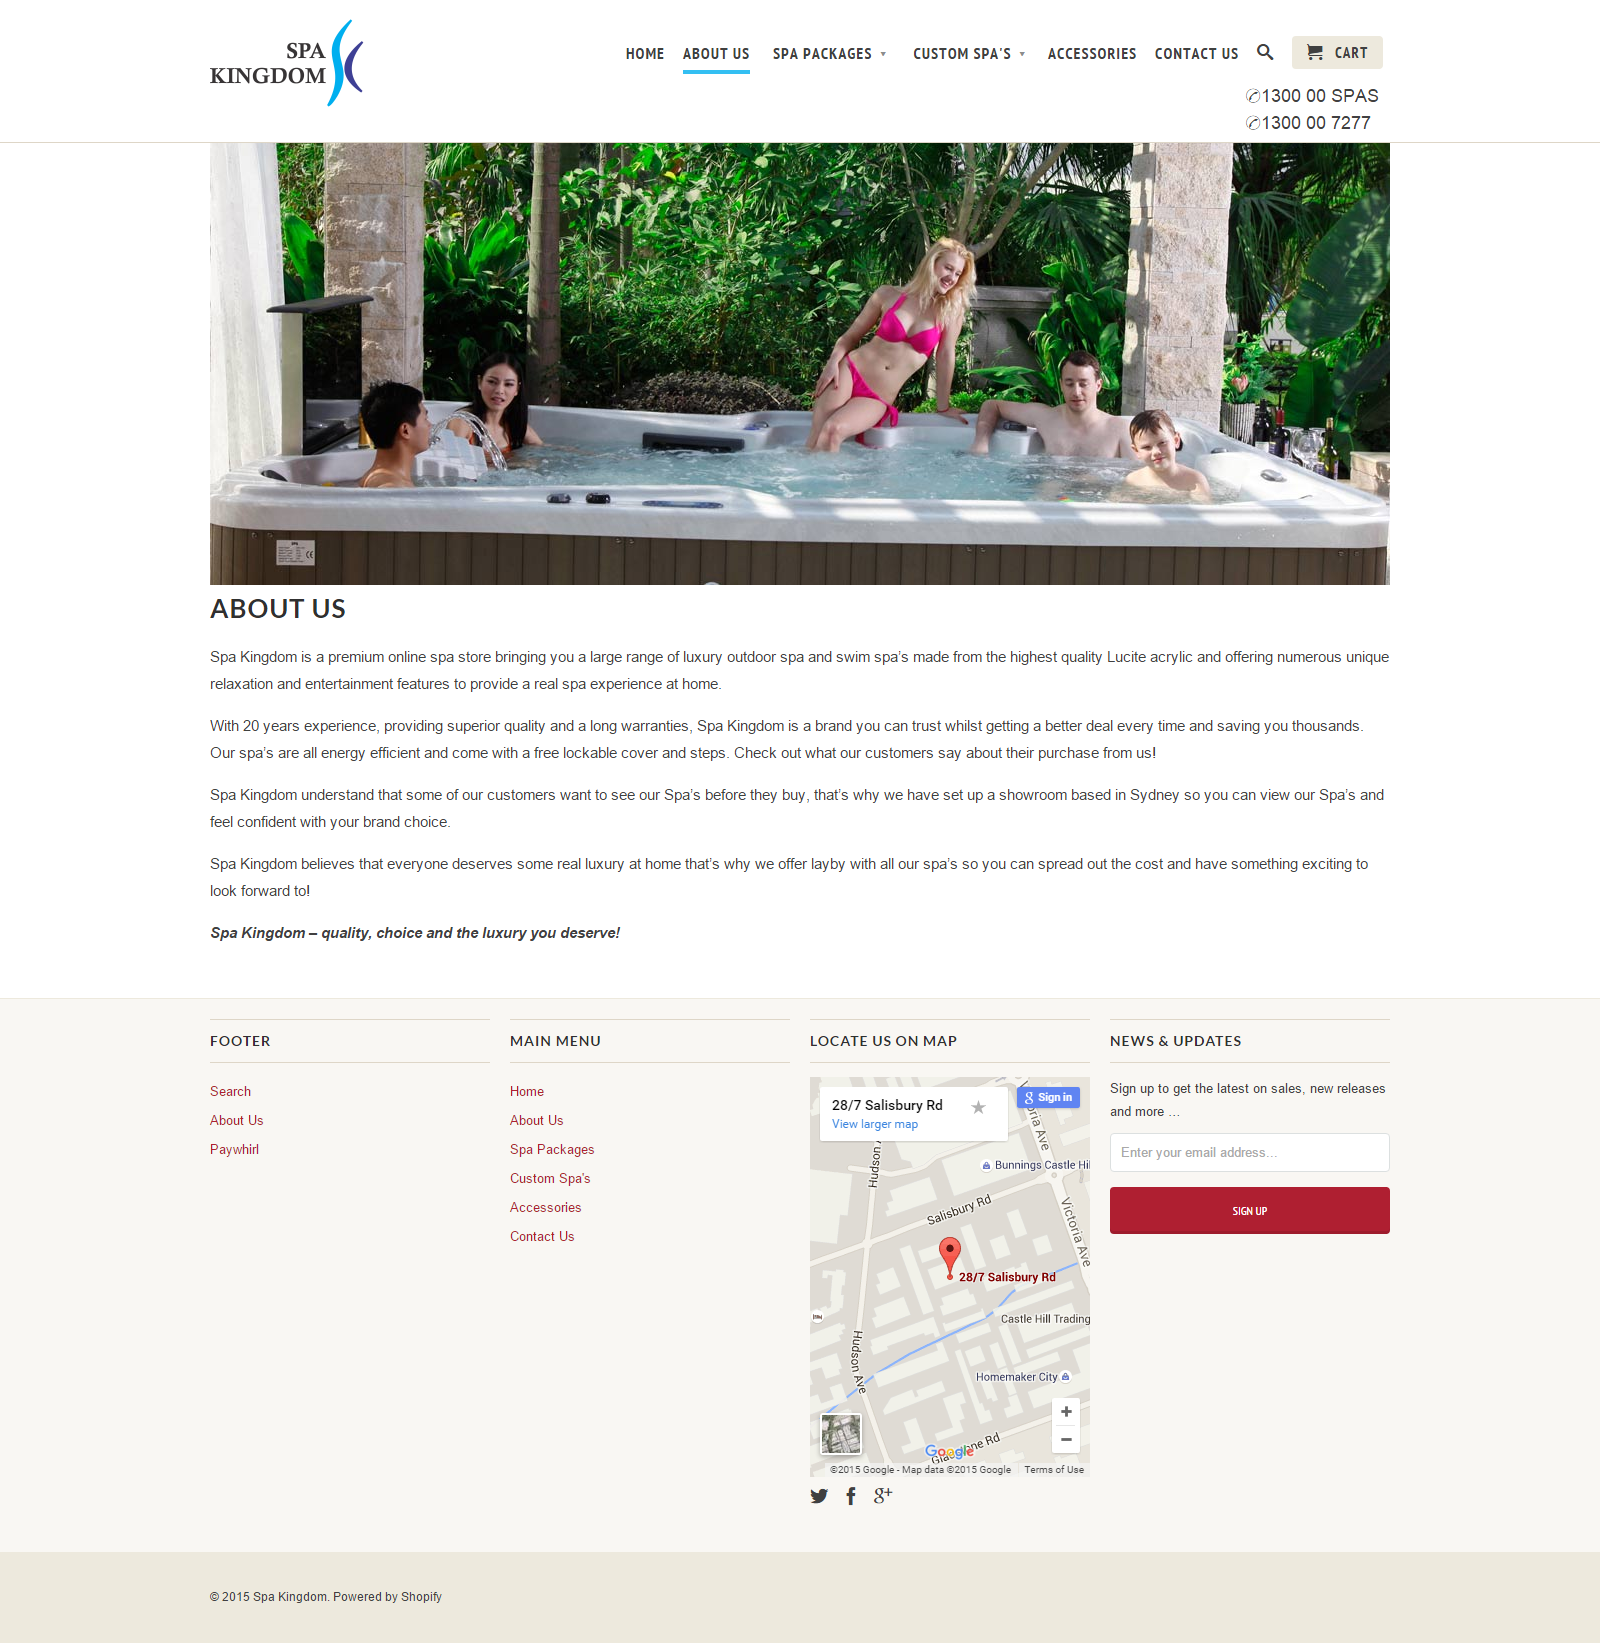 SPA
KINGDOM
HOME ABOUT US SPA PACKAGES ▼ CUSTOM SPA'S ▼ ACCESSORIES CONTACT US CART
✆1300 00 SPAS
✆1300 00 7277
ABOUT US
Spa Kingdom is a premium online spa store bringing you a large range of luxury outdoor spa and swim spa’s made from the highest quality Lucite acrylic and offering numerous unique
relaxation and entertainment features to provide a real spa experience at home.
With 20 years experience, providing superior quality and a long warranties, Spa Kingdom is a brand you can trust whilst getting a better deal every time and saving you thousands.
Our spa’s are all energy efficient and come with a free lockable cover and steps. Check out what our customers say about their purchase from us!
Spa Kingdom understand that some of our customers want to see our Spa’s before they buy, that’s why we have set up a showroom based in Sydney so you can view our Spa’s and
feel confident with your brand choice.
Spa Kingdom believes that everyone deserves some real luxury at home that’s why we offer layby with all our spa’s so you can spread out the cost and have something exciting to
look forward to!
Spa Kingdom – quality, choice and the luxury you deserve!
FOOTER
Search
About Us
Paywhirl
MAIN MENU
Home
About Us
Spa Packages
Custom Spa's
Accessories
Contact Us
LOCATE US ON MAP
28/7 Salisbury Rd
View larger map
Sign in
Victoria Ave
Hudson
Bunnings Castle Hil
Salisbury Rd
Victoria Ave
28/7 Salisbury Rd
Castle Hill Trading
Hudson Ave
Homemaker City
Google
Rd
©2015 Google - Map data ©2015 Google Terms of Use
NEWS & UPDATES
Sign up to get the latest on sales, new releases
and more …
Enter your email address...
SIGN UP
© 2015 Spa Kingdom. Powered by Shopify